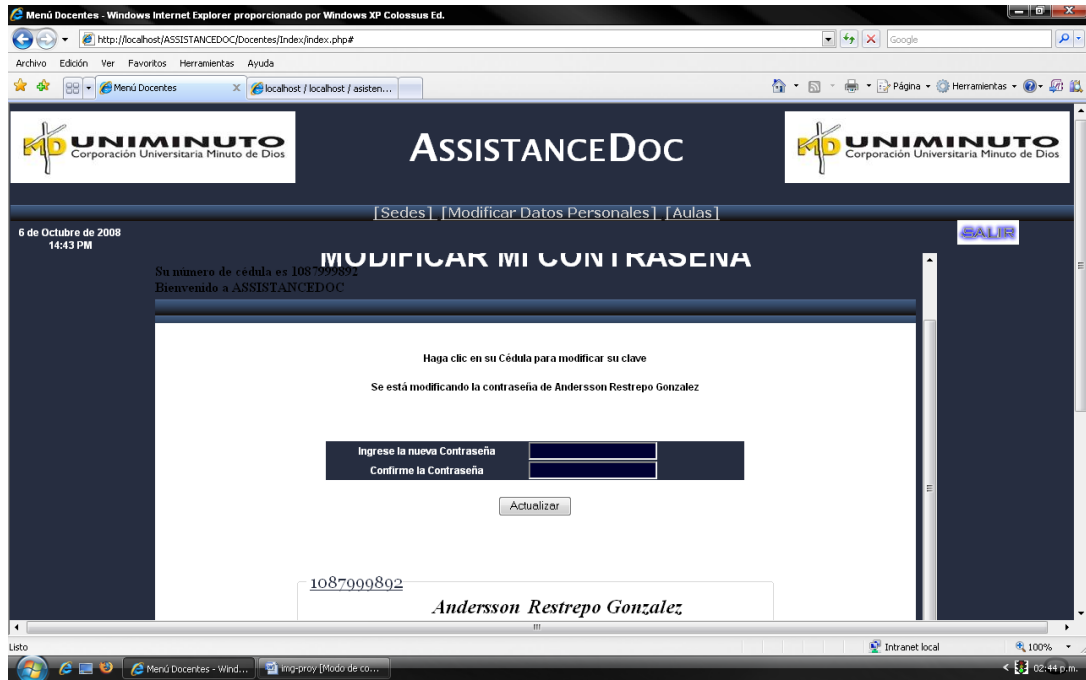 Menú Docentes - Windows Internet Explorer proporcionado por Windows XP Colossus Ed.
http://localhost/ASSISTANCEDOC/Docentes/Index/index.php#
Google
Archivo Edición Ver Favoritos Herramientas Ayuda
Menú Docentes
localhost / localhost / asisten...
Página
Herramientas
UNIMINUTO
Corporación Universitaria Minuto de Dios
ASSISTANCEDOC
UNIMINUTO
Corporación Universitaria Minuto de Dios
[Sedes] [Modificar Datos Personales] [Aulas]
6 de Octubre de 2008
14:43 PM
SALIR
MODIFICAR MI CONTRASEÑA
Su número de cédula es 1087999892
Bienvenido a ASSISTANCEDOC
Haga clic en su Cédula para modificar su clave
Se está modificando la contraseña de Andersson Restrepo Gonzalez
Ingrese la nueva Contraseña
Confirme la Contraseña
Actualizar
1087999892
Andersson Restrepo Gonzalez
Listo
Intranet local
100%
Menú Docentes - Wind...
img-proy [Modo de co...
02:44 p.m.